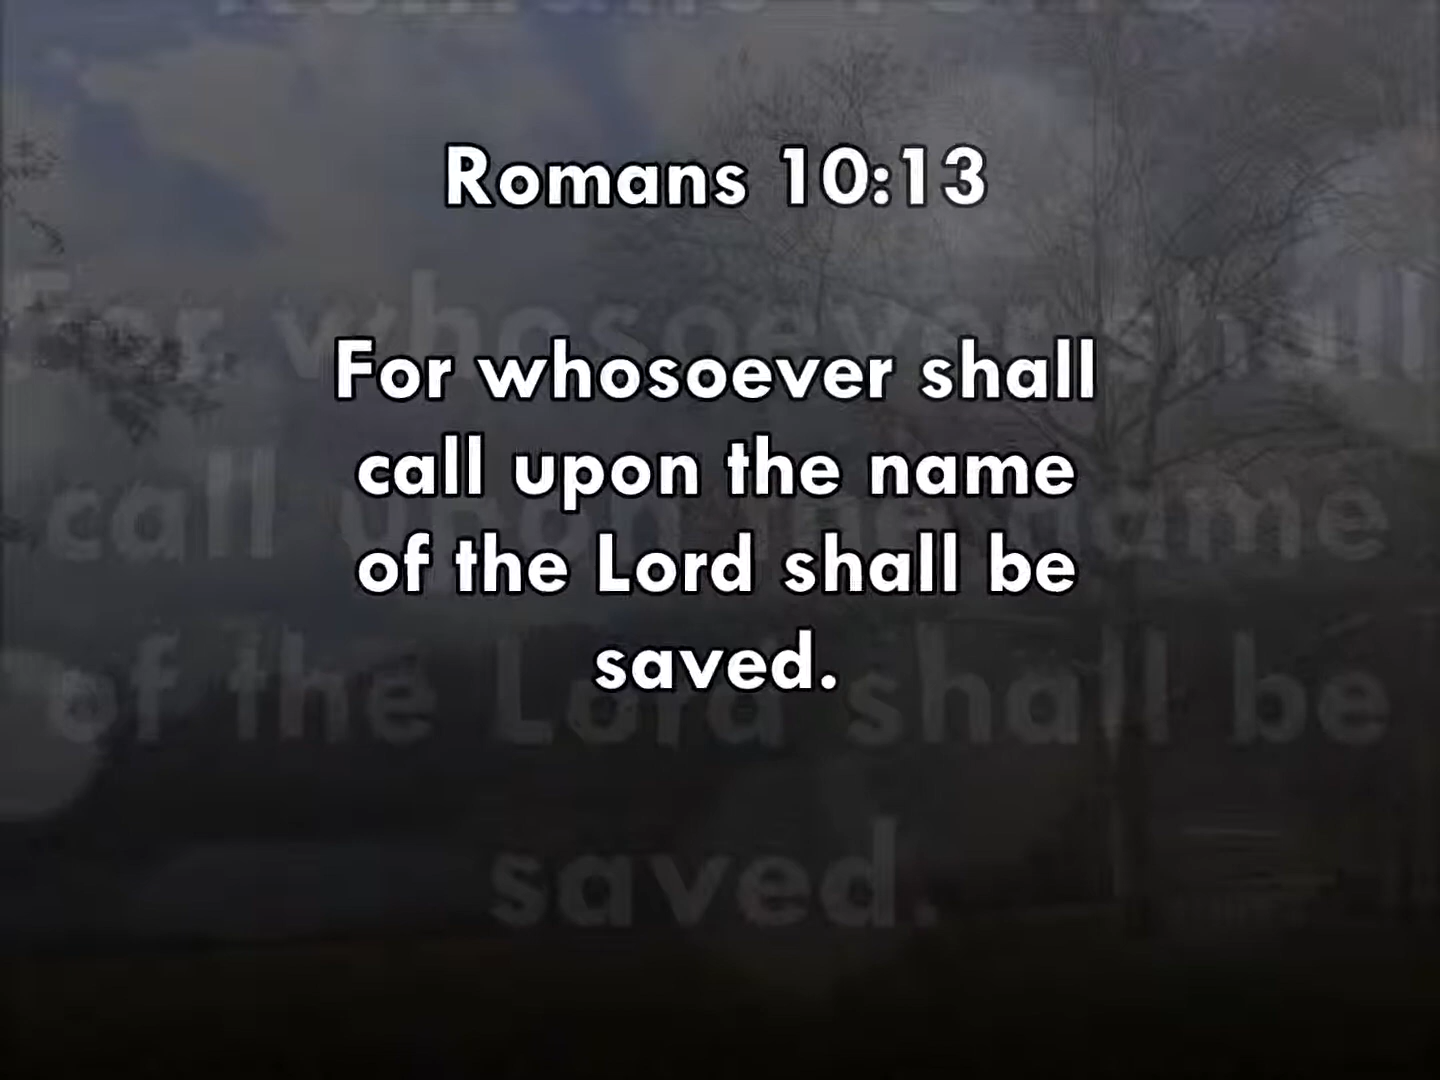 Romans 10:13
For whosoever shall
call upon the name
of the Lord shall be
saved.